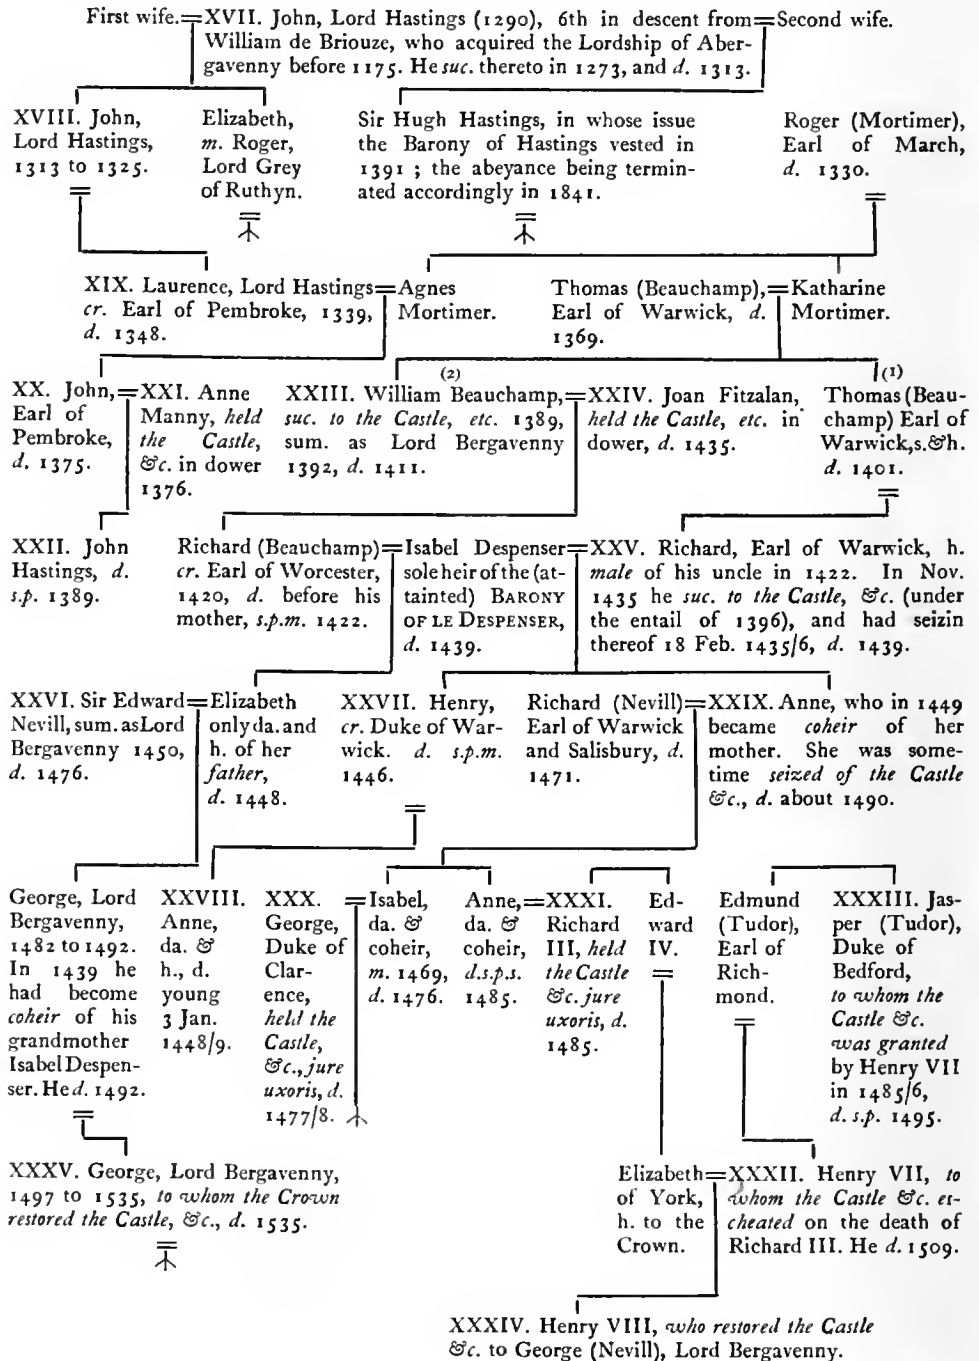 First wife.=XVII. John, Lord Hastings (1290), 6th in descent from=Second wife.
William de Briouze, who acquired the Lordship of Aber-
gavenny before 1175. He suc. thereto in 1273, and d. 1313.
XVIII. John,
Lord Hastings,
1313 to 1325.
Elizabeth,
m. Roger,
Lord Grey
of Ruthyn.
Sir Hugh Hastings, in whose issue
the Barony of Hastings vested in
1391 ; the abeyance being termin-
ated accordingly in 1841.
Roger (Mortimer),
Earl of March,
d. 1330.
XIX. Laurence, Lord Hastings=
cr. Earl of Pembroke, 1339,
d. 1348.
Agnes
Mortimer.
Thomas (Beauchamp),=
Earl of Warwick, d.
1369.
Katharine
Mortimer.
XX. John,=
Earl of
Pembroke,
d. 1375.
XXI. Anne
Manny, held
the Castle,
&c. in dower
1376.
(2)
XXIII. William Beauchamp,=
suc. to the Castle, etc. 1389,
sum. as Lord Bergavenny
1392, d. 1411.
XXIV. Joan Fitzalan,
held the Castle, etc. in
dower, d. 1435.
(1)
Thomas (Beau-
champ) Earl of
Warwick, s.&h.
d. 1401.
XXII. John
Hastings, d.
s.p. 1389.
Richard (Beauchamp)=
cr. Earl of Worcester,
1420, d. before his
mother, s.p.m. 1422.
Isabel Despenser=
sole heir of the (at-
tainted) BARONY
OF LE DESPENSER,
d. 1439.
XXV. Richard, Earl of Warwick, h.
male of his uncle in 1422. In Nov.
1435 he suc. to the Castle, &c. (under
the entail of 1396), and had seizin
thereof 18 Feb. 1435/6, d. 1439.
XXVI. Sir Edward=
Nevill, sum. as Lord
Bergavenny 1450,
d. 1476.
Elizabeth
only da. and
h. of her
father,
d. 1448.
XXVII. Henry,
cr. Duke of War-
wick. d. s.p.m.
1446.
Richard (Nevill)=
Earl of Warwick
and Salisbury, d.
1471.
XXIX. Anne, who in 1449
became coheir of her
mother. She was some-
time seized of the Castle
&c., d. about 1490.
George, Lord
Bergavenny,
1482 to 1492.
In 1439 he
had become
coheir of his
grandmother
Isabel Despen-
ser. He d. 1492.
XXVIII.
Anne,
da. &
h., d.
young
3 Jan.
1448/9.
XXX.
George,
Duke of
Clar-
ence,
held the
Castle,
&c., jure
uxoris, d.
1477/8.
=Isabel,
da. &
coheir,
m. 1469,
d. 1476.
Anne,=
da. &
coheir,
d.s.p.s.
1485.
XXXI.
Richard
III, held
the Castle
&c. jure
uxoris, d.
1485.
Ed-
ward
IV.
Edmund
(Tudor),
Earl of
Rich-
mond.
XXXIII. Jas-
per (Tudor),
Duke of
Bedford,
to whom the
Castle &c.
was granted
by Henry VII
in 1485/6,
d. s.p. 1495.
XXXV. George, Lord Bergavenny,
1497 to 1535, to whom the Crown
restored the Castle, &c., d. 1535.
Elizabeth=
of York,
h. to the
Crown.
XXXII. Henry VII, to
whom the Castle &c. es-
cheated on the death of
Richard III. He d. 1509.
XXXIV. Henry VIII, who restored the Castle
&c. to George (Nevill), Lord Bergavenny.